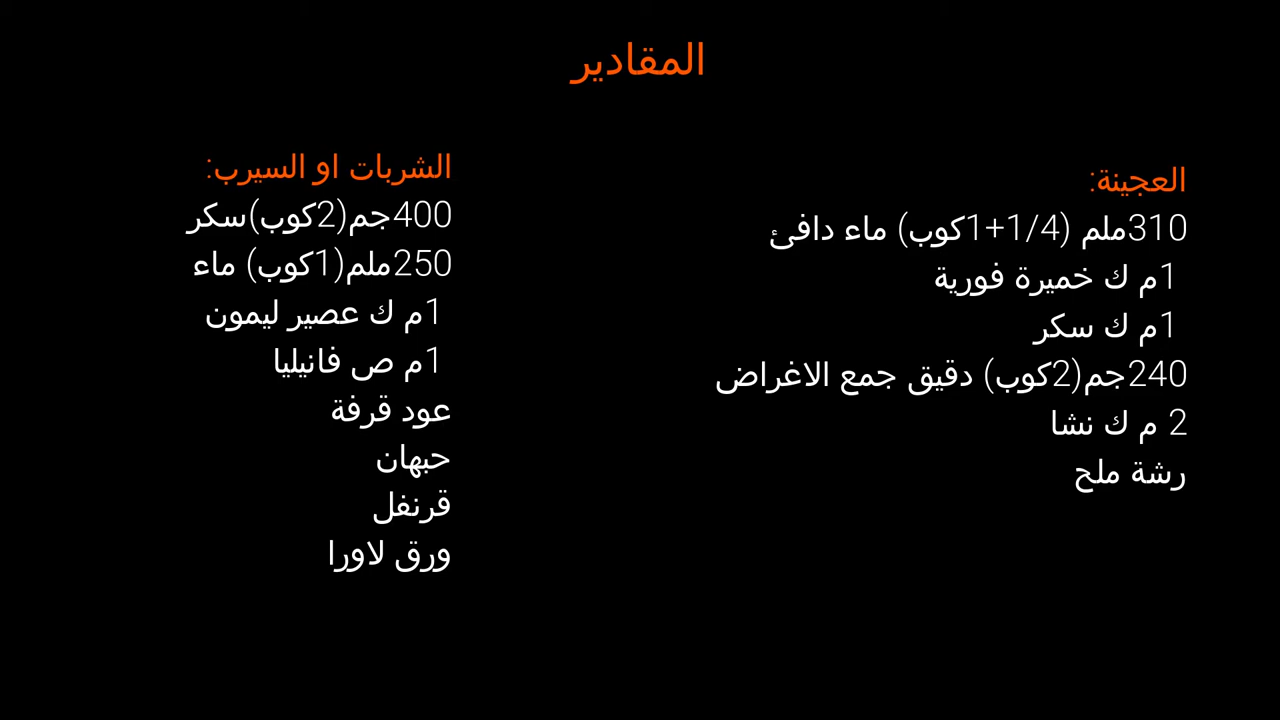 المقادير
العجينة:
310ملم (1/4+1كوب) ماء دافئ
1م ك خميرة فورية
1م ك سكر
240جم(2كوب) دقيق جمع الاغراض
2 م ك نشا
رشة ملح
الشربات او السيرب:
400جم(2كوب)سكر
250ملم(1كوب) ماء
1م ك عصير ليمون
1م ص فانيليا
عود قرفة
حبهان
قرنفل
ورق لاورا